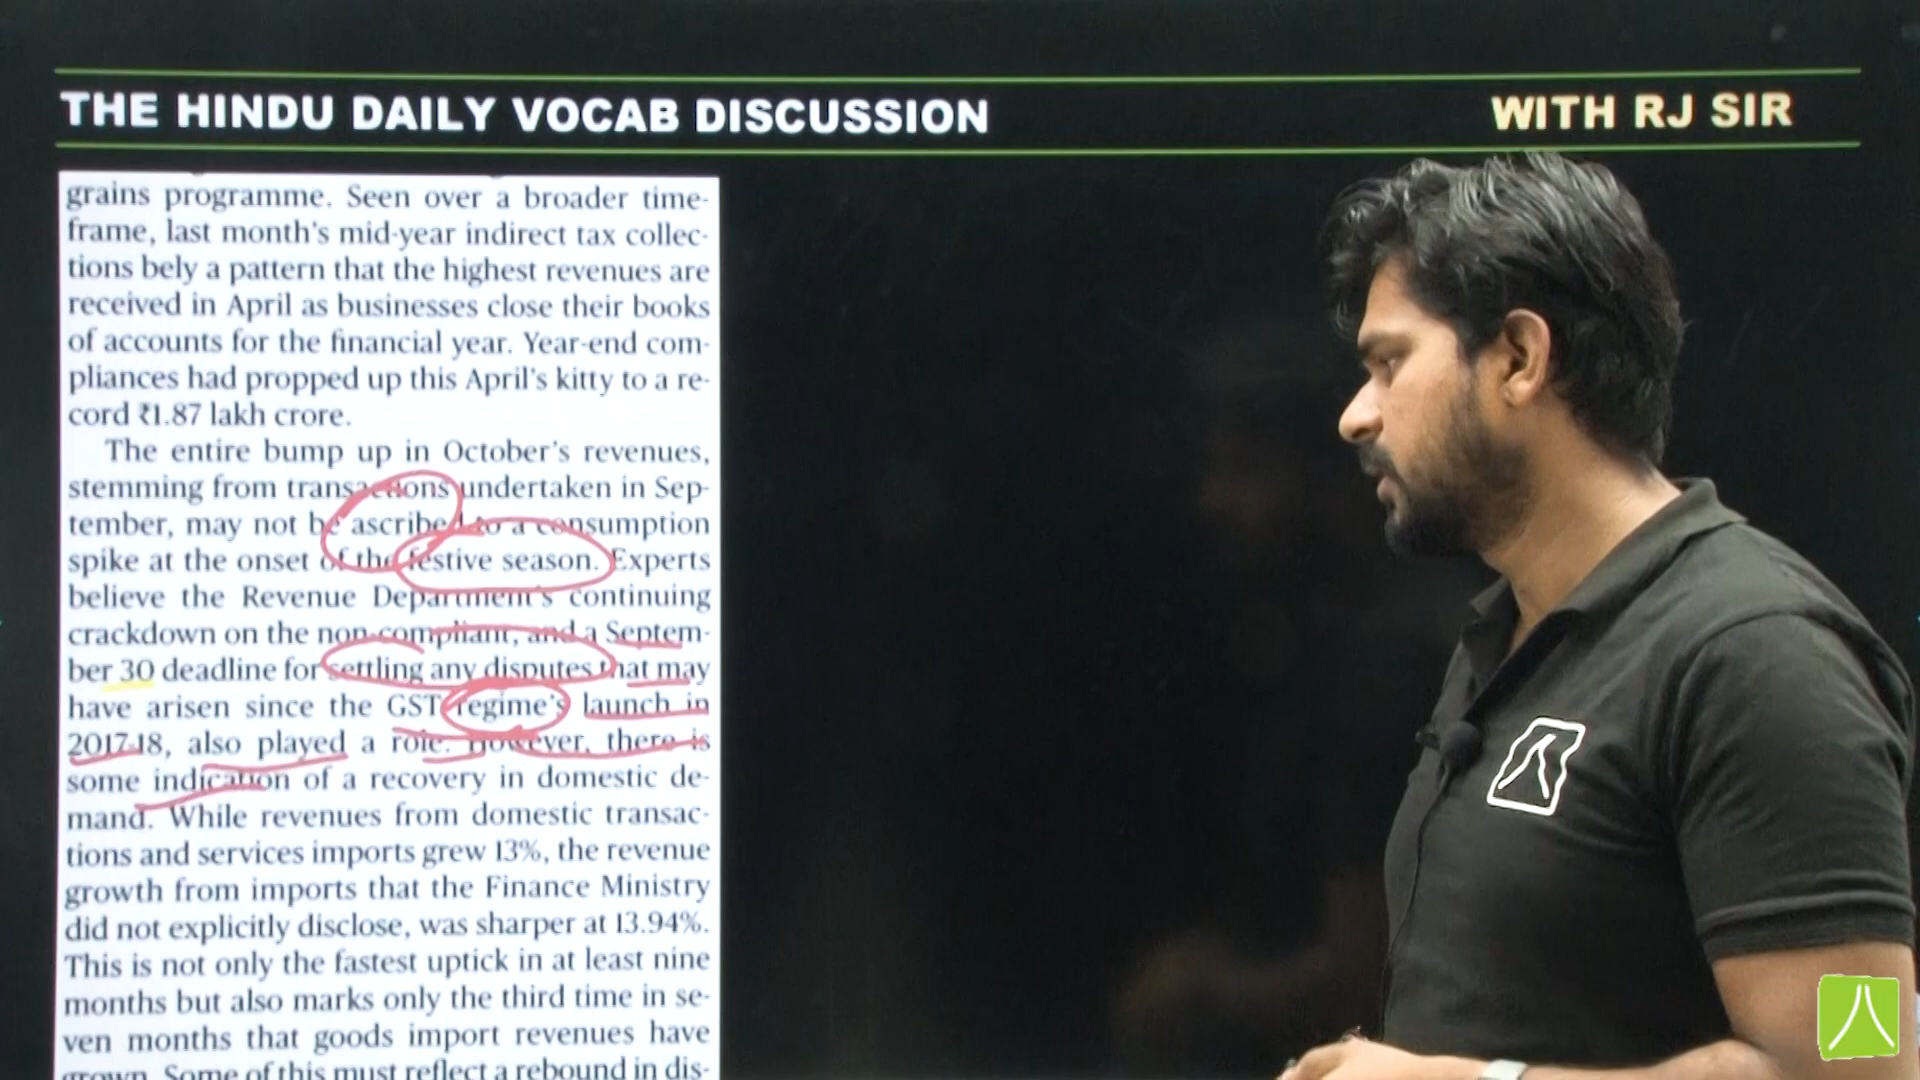 THE HINDU DAILY VOCAB DISCUSSION
WITH RJ SIR
grains programme. Seen over a broader time-
frame, last month's mid-year indirect tax collec-
tions bely a pattern that the highest revenues are
received in April as businesses close their books
of accounts for the financial year. Year-end com-
pliances had propped up this April's kitty to a re-
cord ₹1.87 lakh crore.
The entire bump up in October's revenues,
stemming from transactions undertaken in Sep-
tember, may not be ascribed to a consumption
spike at the onset of the festive season. Experts
believe the Revenue Department's continuing
crackdown on the non-compliant, and a Septem-
ber 30 deadline for settling any disputes that may
have arisen since the GST regime's launch in
2017-18, also played a role. However, there is
some indication of a recovery in domestic de-
mand. While revenues from domestic transac-
tions and services imports grew 13%, the revenue
growth from imports that the Finance Ministry
did not explicitly disclose, was sharper at 13.94%.
This is not only the fastest uptick in at least nine
months but also marks only the third time in se-
ven months that goods import revenues have
grown. Some of this must reflect a rebound in dis-